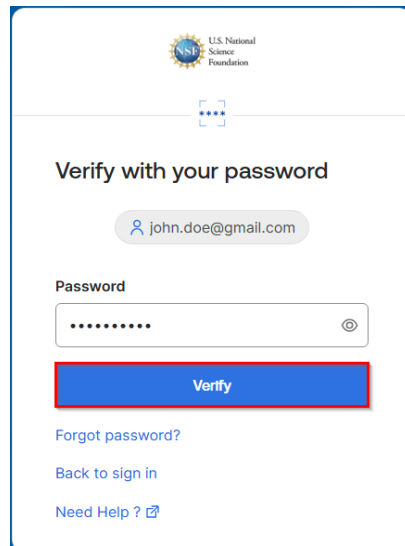 NSF
U.S. National
Science
Foundation
****
Verify with your password
john.doe@gmail.com
Password
••••••••••
Verify
Forgot password?
Back to sign in
Need Help ?